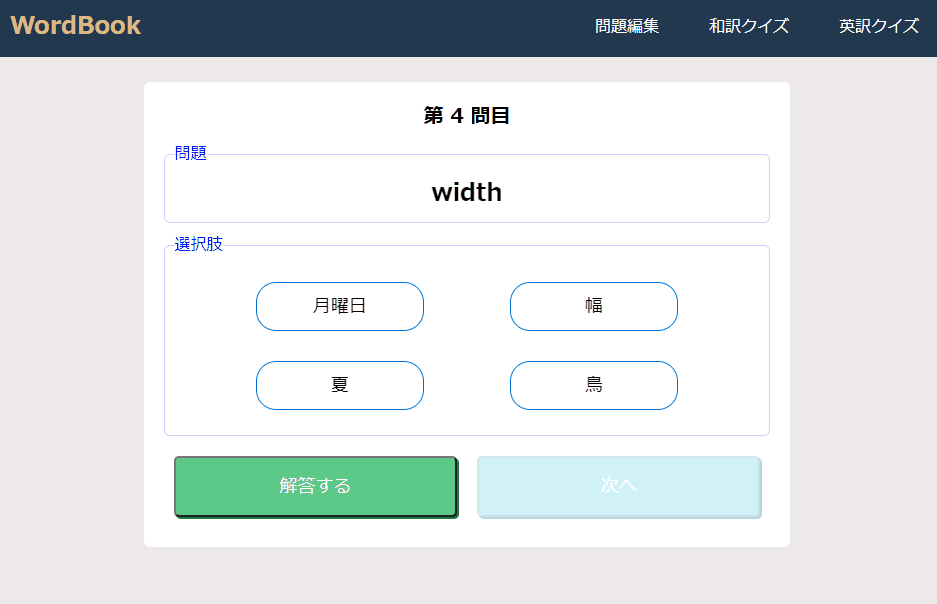 WordBook 問題編集 和訳クイズ 英訳クイズ
第 4 問目
問題
width
選択肢
月曜日 幅
夏 鳥
解答する 次へ